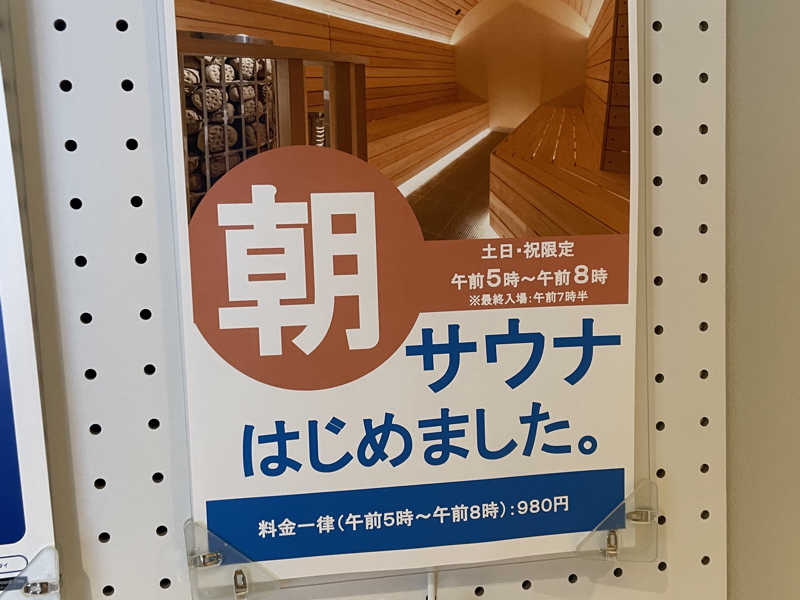 土日・祝限定
午前5時～午前8時
※最終入場：午前7時半
朝
サウナ
はじめました。
料金一律(午前5時～午前8時)：980円